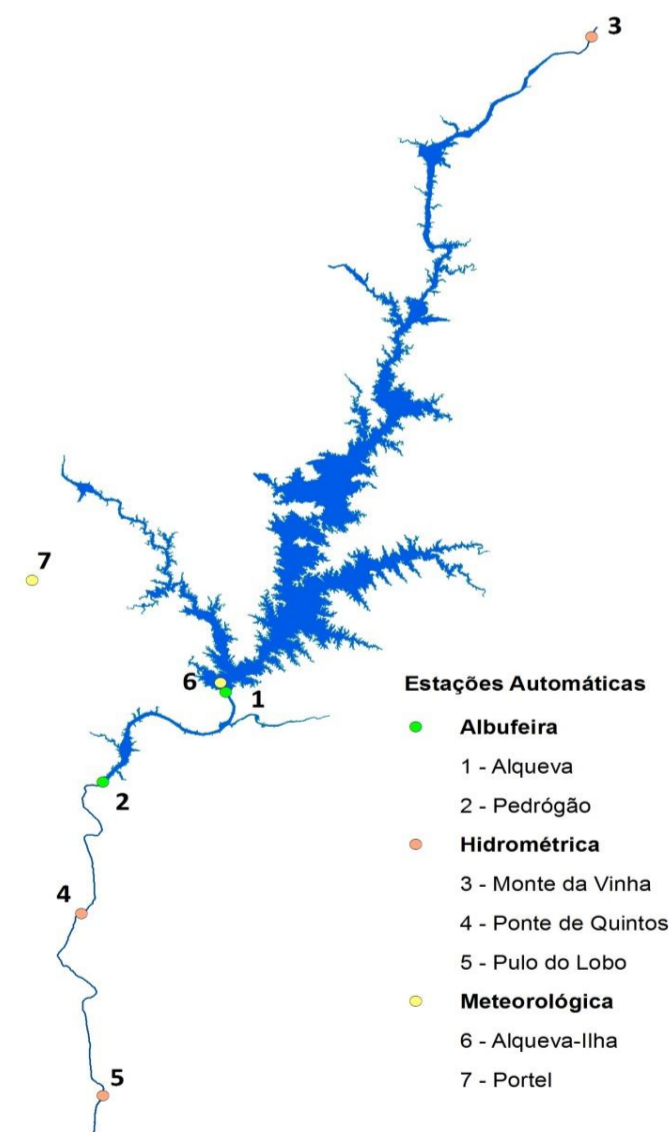 3
7
6
1
2
4
5
Estações Automáticas
Albufeira
1 - Alqueva
2 - Pedrógão
Hidrométrica
3 - Monte da Vinha
4 - Ponte de Quintos
5 - Pulo do Lobo
Meteorológica
6 - Alqueva-Ilha
7 - Portel